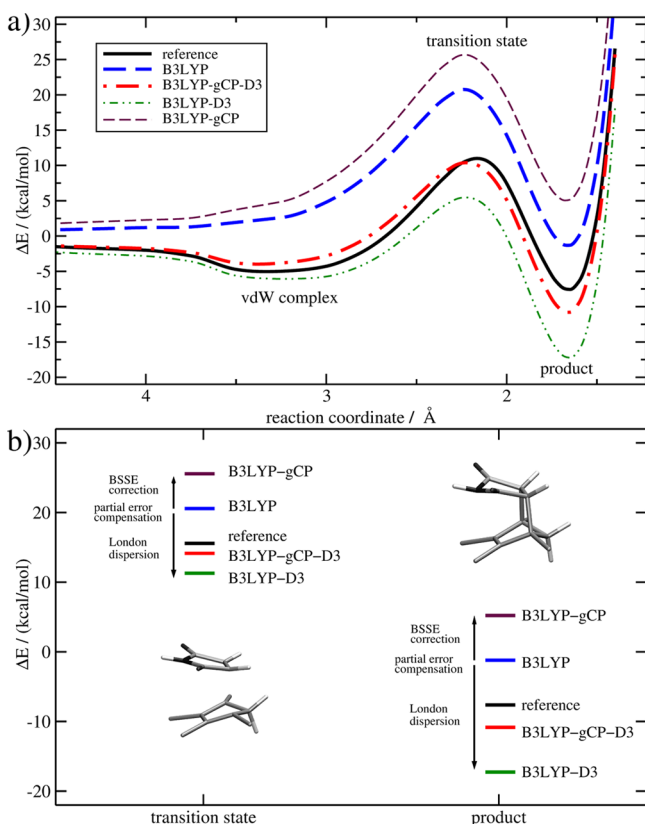 a)
30
25
20
15
10
5
0
-5
-10
-15
-20
ΔE / (kcal/mol)
reference
B3LYP
B3LYP-gCP-D3
B3LYP-D3
B3LYP-gCP
transition state
vdW complex
product
4
3
2
reaction coordinate / Å
b)
30
20
10
0
-10
-20
ΔE / (kcal/mol)
BSSE
correction
partial error
compensation
London
dispersion
B3LYP−gCP
B3LYP
reference
B3LYP−gCP−D3
B3LYP−D3
BSSE
correction
partial error
compensation
London
dispersion
B3LYP−gCP
B3LYP
reference
B3LYP−gCP−D3
B3LYP−D3
transition state
product